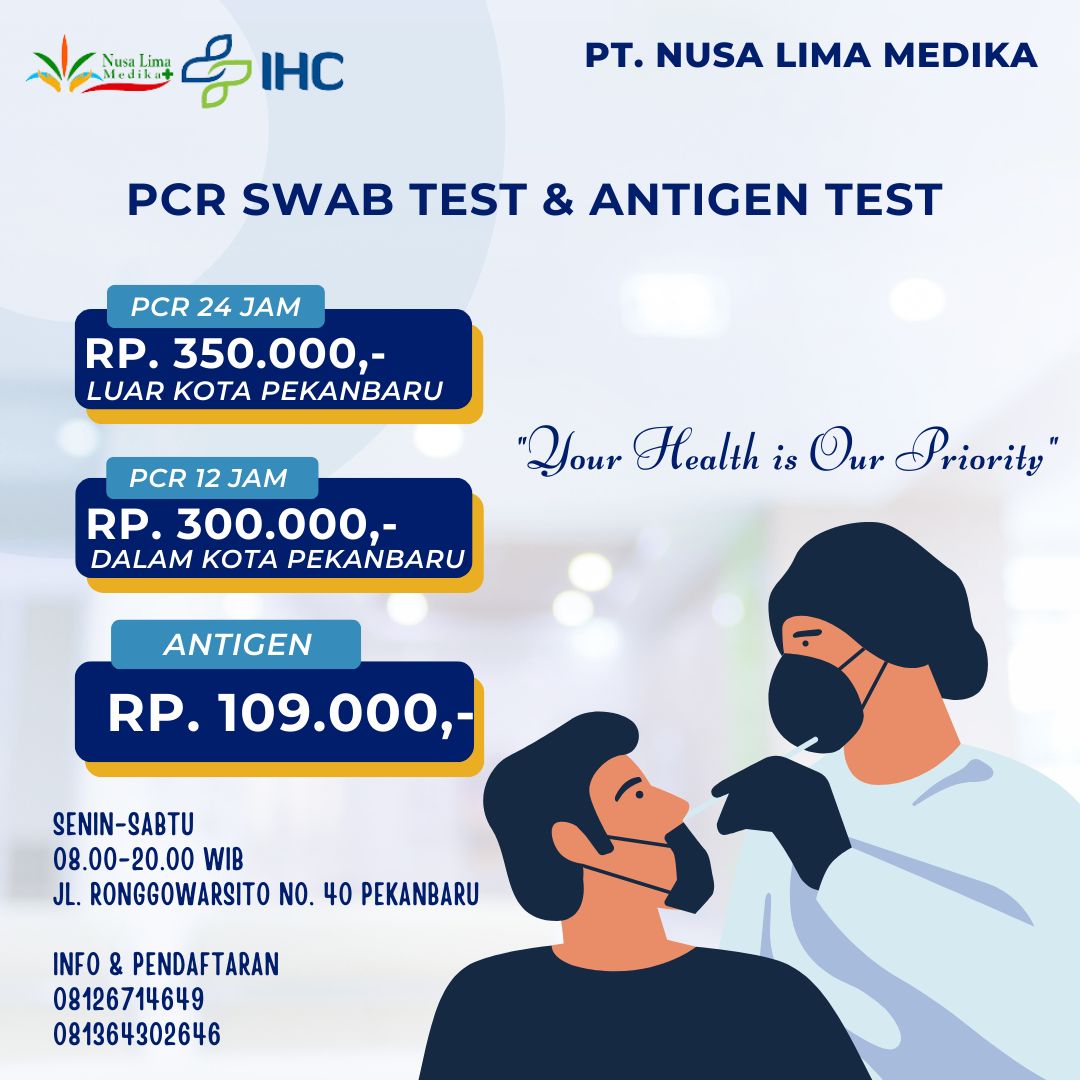 Nusa Lima
Medika
IHC
PT. NUSA LIMA MEDIKA
PCR SWAB TEST & ANTIGEN TEST
PCR 24 JAM
RP. 350.000,-
LUAR KOTA PEKANBARU
PCR 12 JAM
RP. 300.000,-
DALAM KOTA PEKANBARU
ANTIGEN
RP. 109.000,-
"Your Health is Our Priority"
SENIN-SABTU
08.00-20.00 WIB
JL. RONGGOWARSITO NO. 40 PEKANBARU
INFO & PENDAFTARAN
08126714649
081364302646